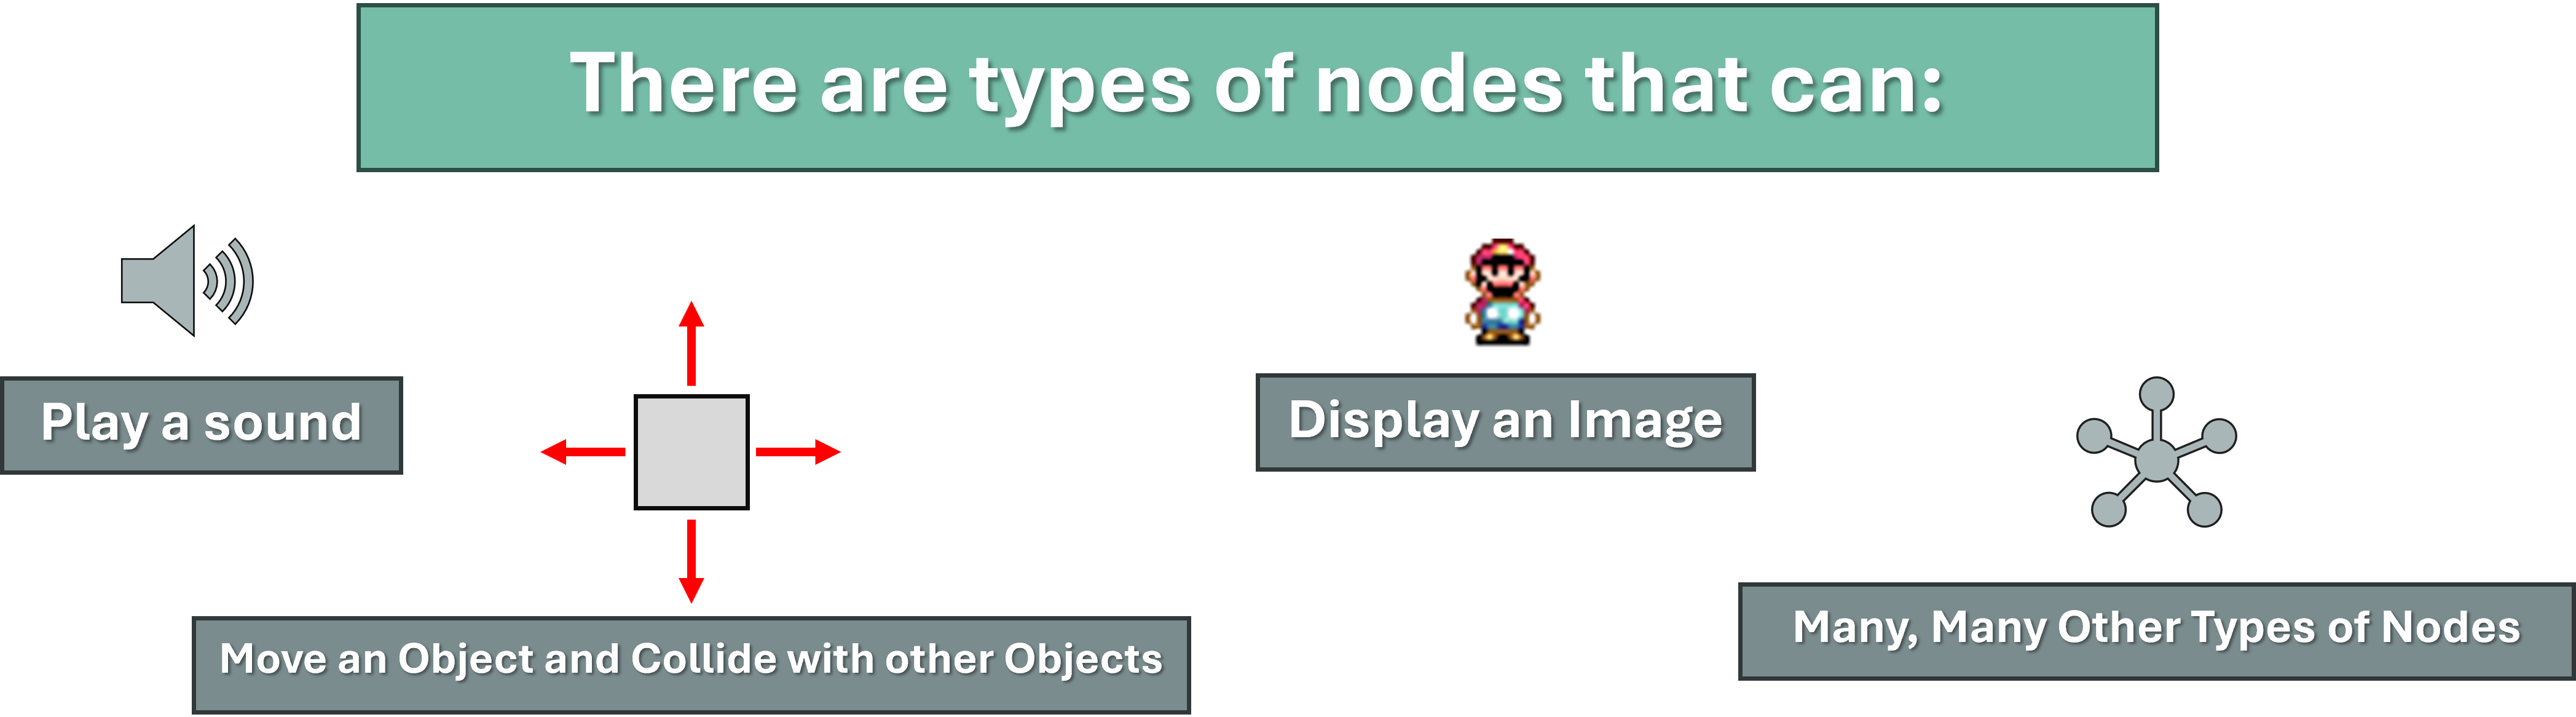 There are types of nodes that can:
Play a sound
Display an Image
Move an Object and Collide with other Objects
Many, Many Other Types of Nodes